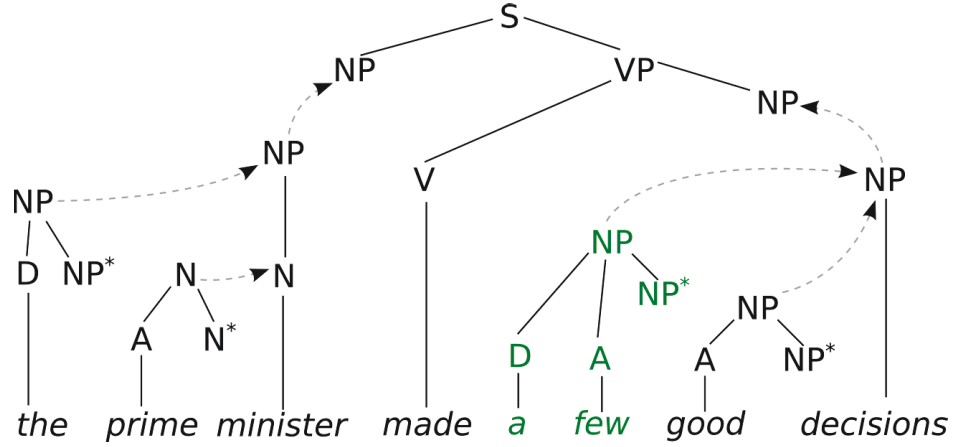 S
NP VP
NP
NP
NP V NP
NP
D NP* N N NP*
NP
A N* D A A NP*
the prime minister made a few good decisions